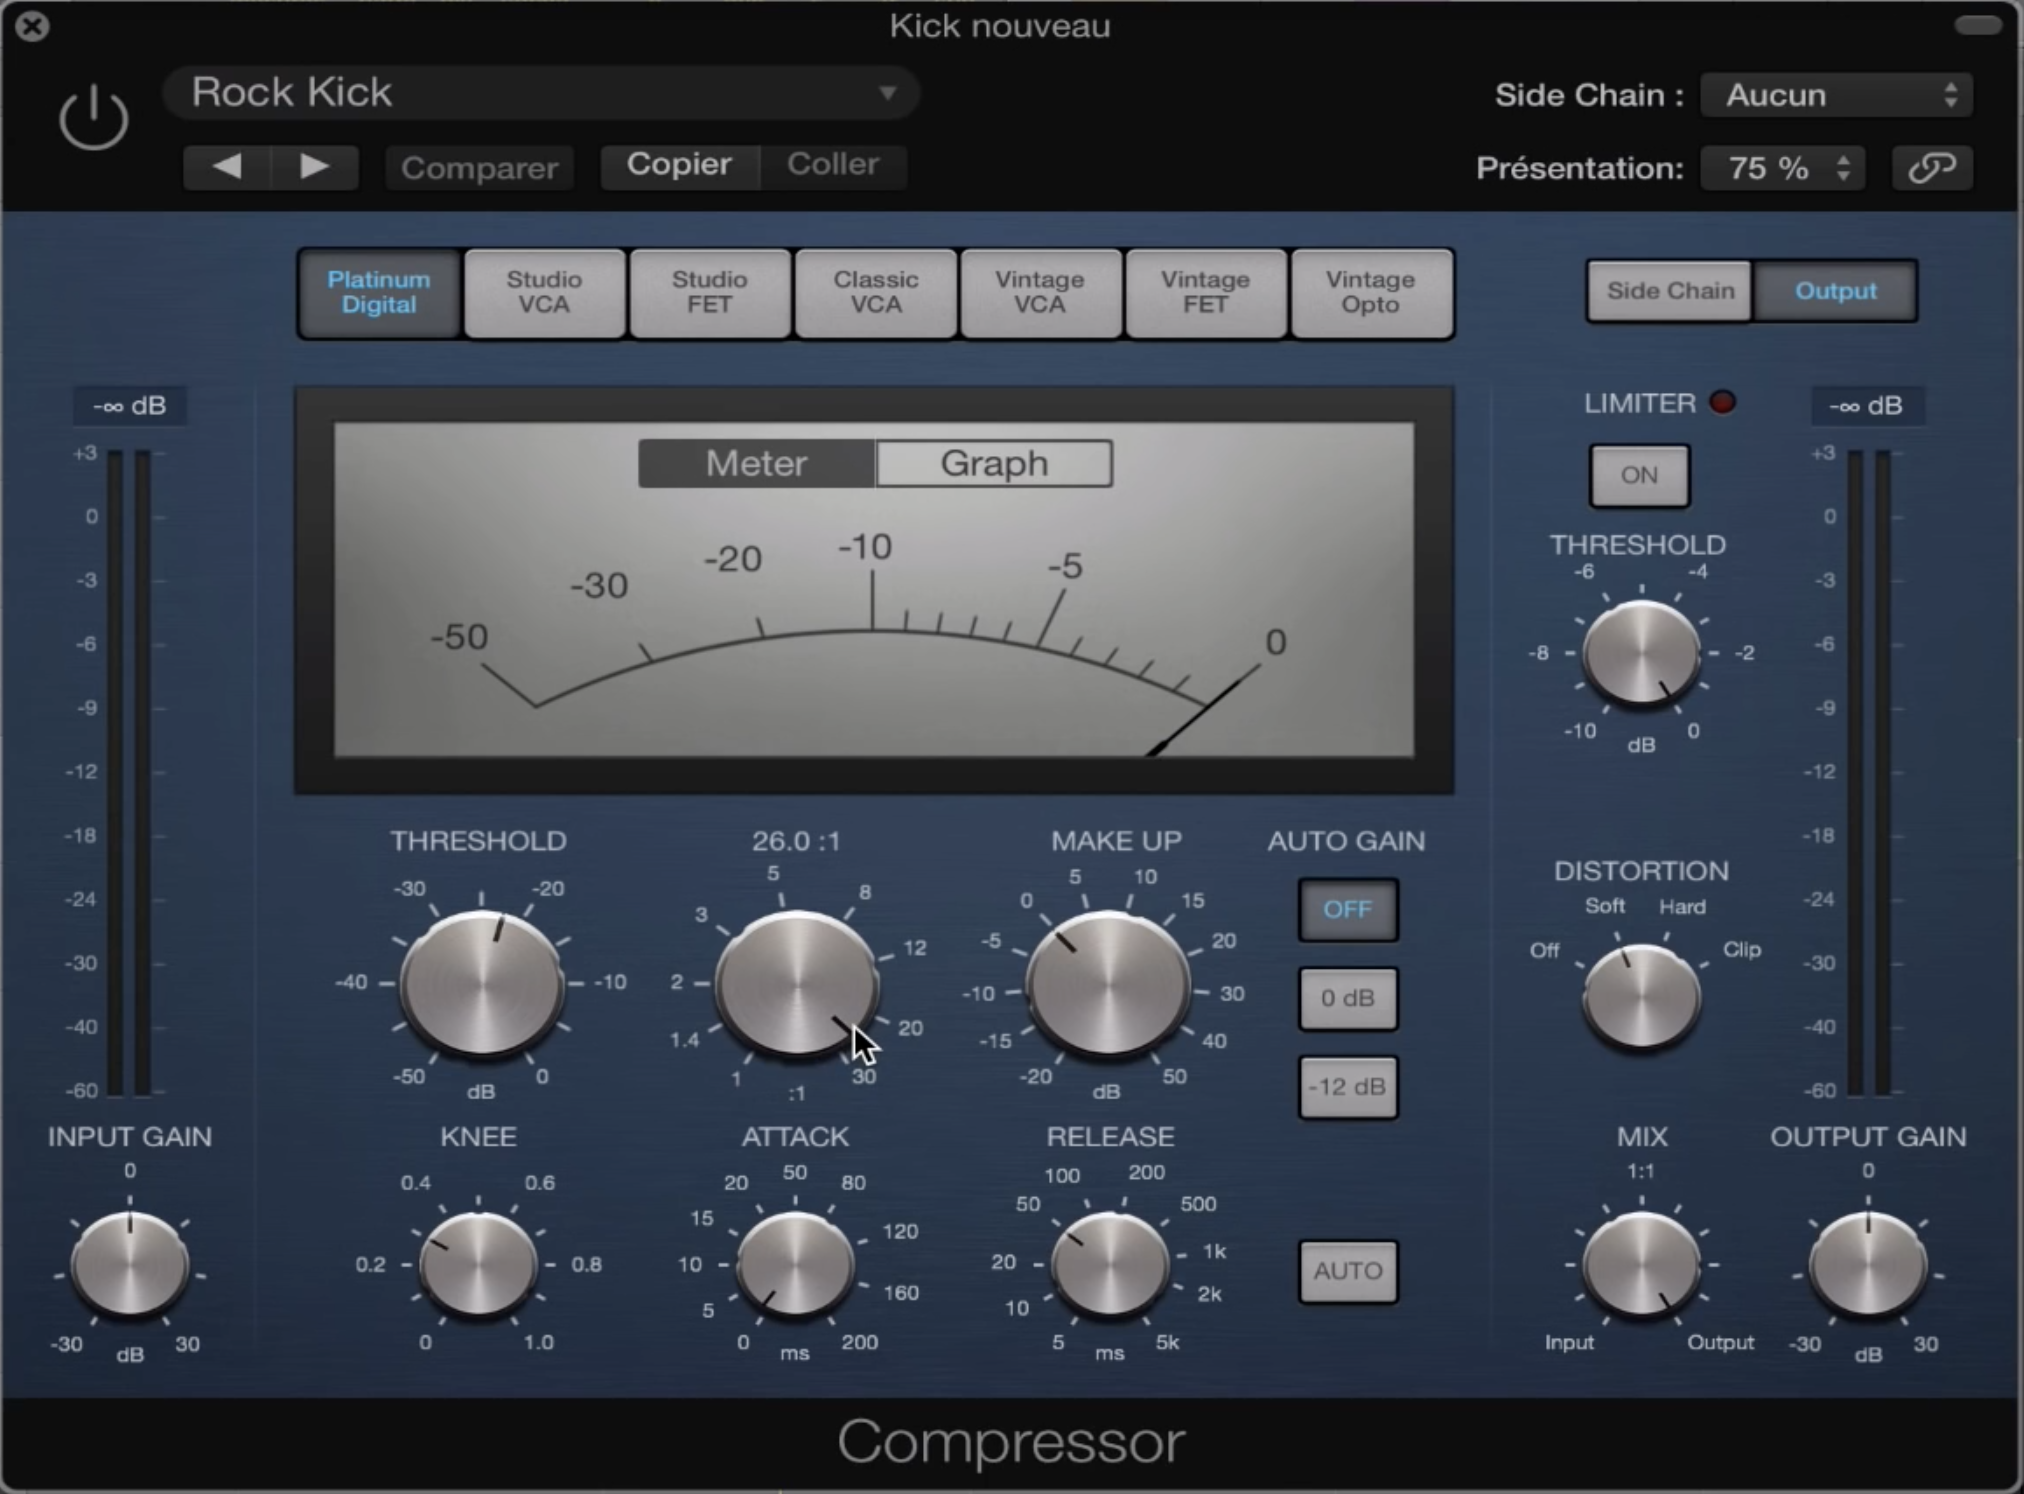 Kick nouveau
Rock Kick
Side Chain : Aucun
Comparer Copier Coller
Présentation: 75 %
Platinum Digital
Studio VCA
Studio FET
Classic VCA
Vintage VCA
Vintage FET
Vintage Opto
Side Chain Output
-∞ dB
+3
0
-3
-6
-9
-12
-18
-24
-30
-40
-60
INPUT GAIN
0
-30 dB 30
Meter Graph
-50 -30 -20 -10 -5 0
THRESHOLD
-30 -20
-40 -10
-50 dB 0
26.0 :1
5
3 8
12
2
1.4 20
1 :1 30
MAKE UP
5 10
0 15
-5 20
-10 30
-15 40
-20 dB 50
AUTO GAIN
OFF
0 dB
-12 dB
KNEE
0.4 0.6
0.2 0.8
0 1.0
ATTACK
20 50 80
15 120
10
5 160
0 ms 200
RELEASE
100 200
50 500
20 1k
10 2k
5 ms 5k
AUTO
LIMITER
ON
THRESHOLD
-6 -4
-8 -2
-10 dB 0
DISTORTION
Soft Hard
Off Clip
MIX
1:1
Input Output
-∞ dB
+3
0
-3
-6
-9
-12
-18
-24
-30
-40
-60
OUTPUT GAIN
0
-30 dB 30
Compressor